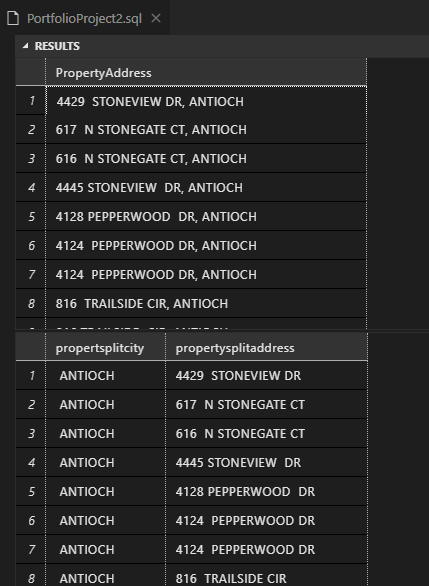 PortfolioProject2.sql
RESULTS
PropertyAddress
1 4429  STONEVIEW DR, ANTIOCH
2 617  N STONEGATE CT, ANTIOCH
3 616  N STONEGATE CT, ANTIOCH
4 4445 STONEVIEW  DR, ANTIOCH
5 4128 PEPPERWOOD  DR, ANTIOCH
6 4124  PEPPERWOOD DR, ANTIOCH
7 4124  PEPPERWOOD DR, ANTIOCH
8 816  TRAILSIDE CIR, ANTIOCH
propertsplitcity propertysplitaddress
1 ANTIOCH 4429  STONEVIEW DR
2 ANTIOCH 617  N STONEGATE CT
3 ANTIOCH 616  N STONEGATE CT
4 ANTIOCH 4445 STONEVIEW  DR
5 ANTIOCH 4128 PEPPERWOOD  DR
6 ANTIOCH 4124  PEPPERWOOD DR
7 ANTIOCH 4124  PEPPERWOOD DR
8 ANTIOCH 816  TRAILSIDE CIR